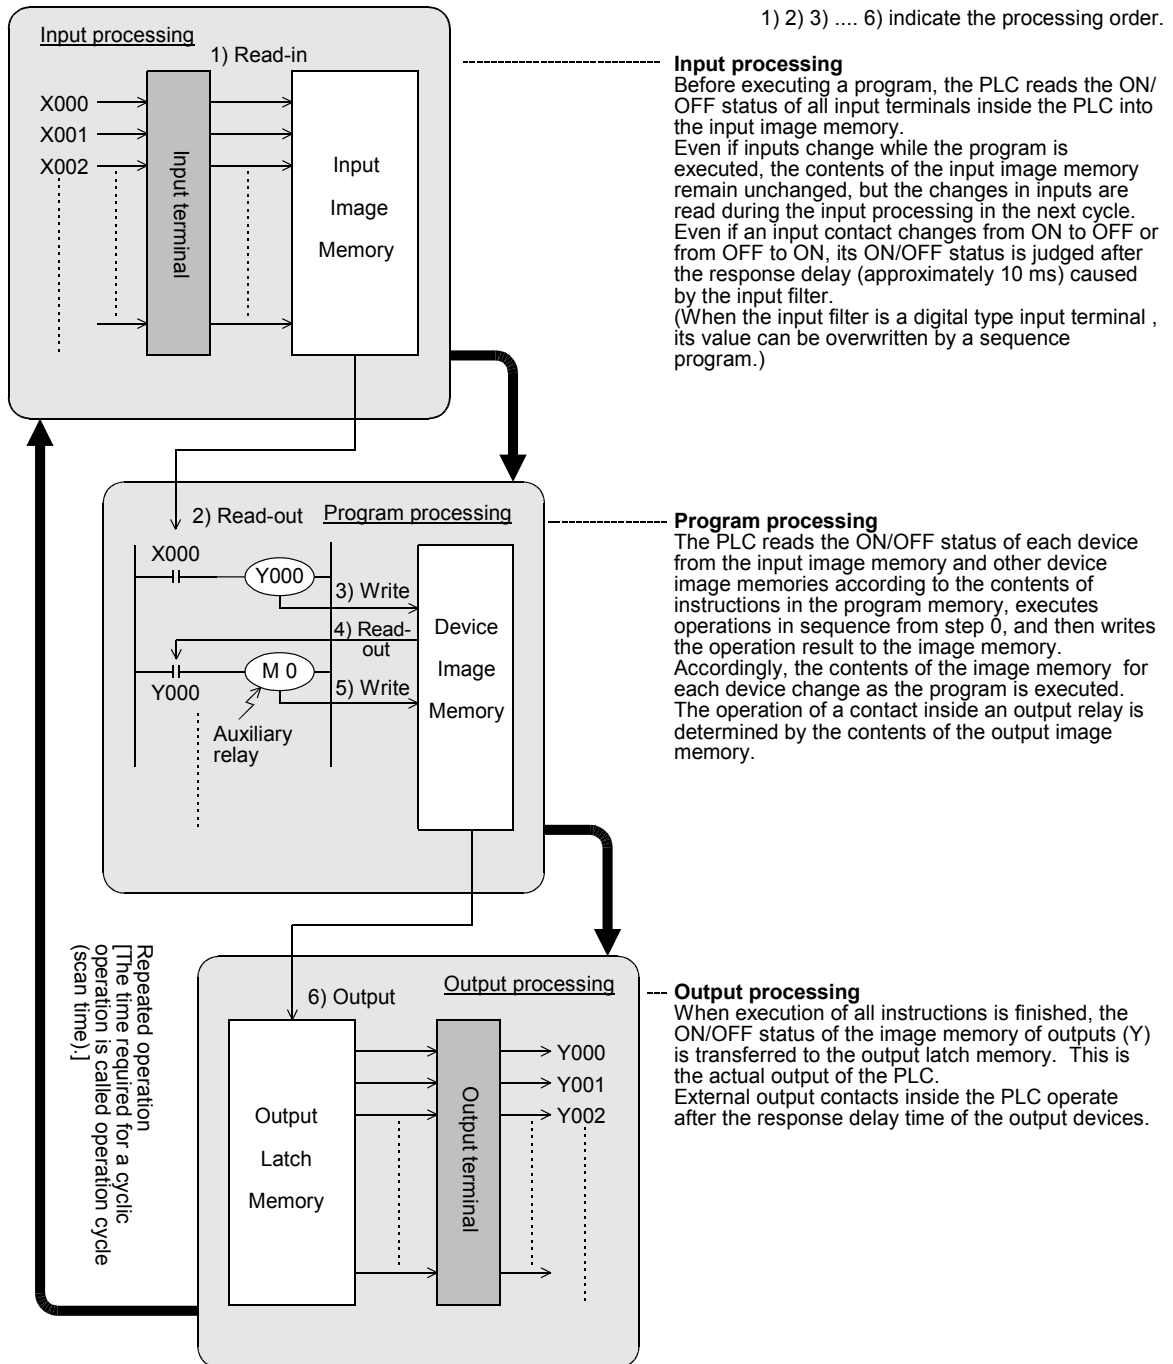 1) 2) 3) .... 6) indicate the processing order.
Input processing
1) Read-in
X000
X001
X002
Input terminal
Input
Image
Memory
Input processing
Before executing a program, the PLC reads the ON/
OFF status of all input terminals inside the PLC into
the input image memory.
Even if inputs change while the program is
executed, the contents of the input image memory
remain unchanged, but the changes in inputs are
read during the input processing in the next cycle.
Even if an input contact changes from ON to OFF or
from OFF to ON, its ON/OFF status is judged after
the response delay (approximately 10 ms) caused
by the input filter.
(When the input filter is a digital type input terminal ,
its value can be overwritten by a sequence
program.)
2) Read-out
Program processing
X000
Y000
3) Write
4) Read-
out
M 0
Y000
5) Write
Auxiliary
relay
Device
Image
Memory
Program processing
The PLC reads the ON/OFF status of each device
from the input image memory and other device
image memories according to the contents of
instructions in the program memory, executes
operations in sequence from step 0, and then writes
the operation result to the image memory.
Accordingly, the contents of the image memory for
each device change as the program is executed.
The operation of a contact inside an output relay is
determined by the contents of the output image
memory.
Repeated operation
[The time required for a cyclic
operation is called operation cycle
(scan time).]
Output processing
6) Output
Output
Latch
Memory
Output terminal
Y000
Y001
Y002
Output processing
When execution of all instructions is finished, the
ON/OFF status of the image memory of outputs (Y)
is transferred to the output latch memory. This is
the actual output of the PLC.
External output contacts inside the PLC operate
after the response delay time of the output devices.